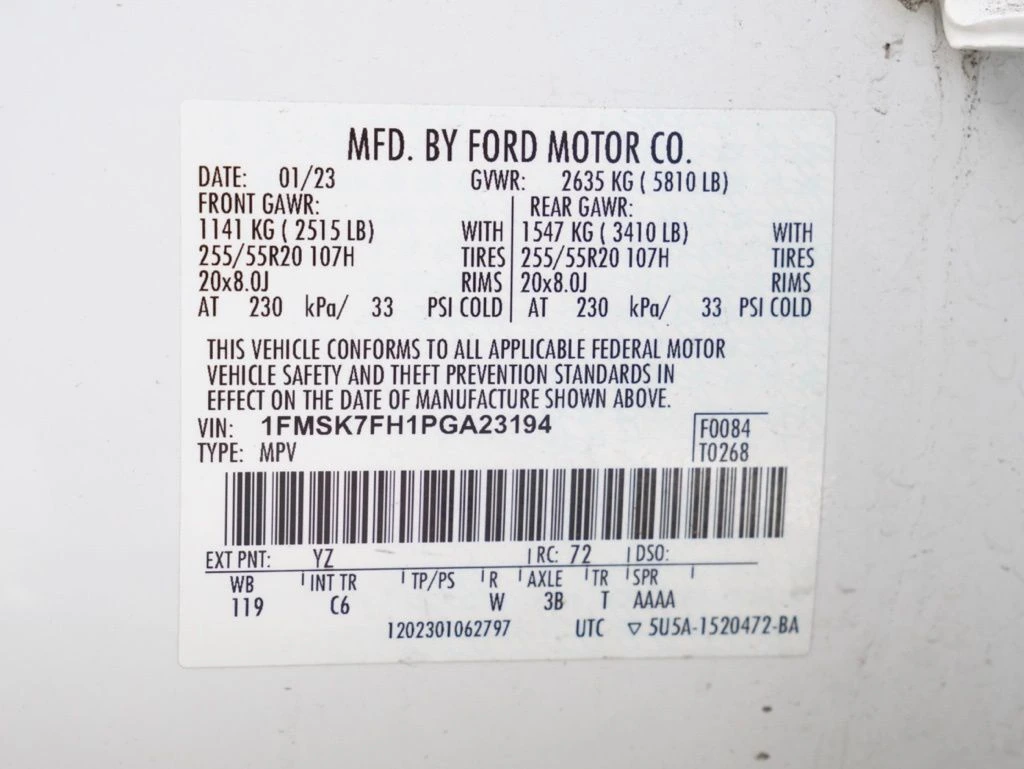 MFD. BY FORD MOTOR CO.
DATE: 01/23 GVWR: 2635 KG ( 5810 LB)
FRONT GAWR: REAR GAWR:
1141 KG ( 2515 LB) WITH 1547 KG ( 3410 LB) WITH
255/55R20 107H TIRES 255/55R20 107H TIRES
20x8.0J RIMS 20x8.0J RIMS
AT 230 kPa/ 33 PSI COLD AT 230 kPa/ 33 PSI COLD
THIS VEHICLE CONFORMS TO ALL APPLICABLE FEDERAL MOTOR
VEHICLE SAFETY AND THEFT PREVENTION STANDARDS IN
EFFECT ON THE DATE OF MANUFACTURE SHOWN ABOVE.
VIN: 1FMSK7FH1PGA23194 F0084
TYPE: MPV T0268
EXT PNT: YZ RC: 72 DSO:
WB INT TR TP/PS R AXLE TR SPR
119 C6 W 3B T AAAA
1202301062797 UTC ▽ 5U5A-1520472-BA